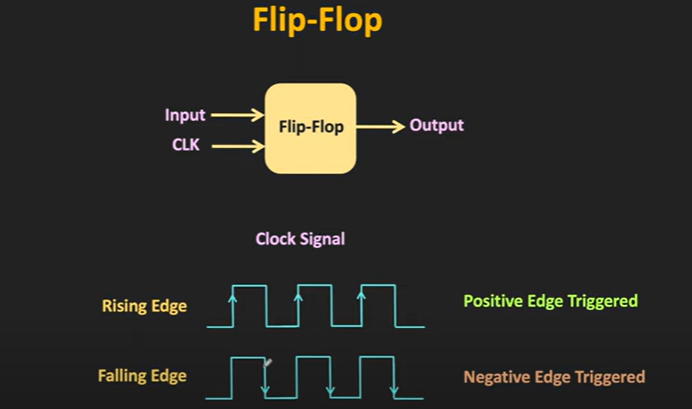 Flip-Flop
Input
Flip-Flop
Output
CLK
Clock Signal
Rising Edge
Positive Edge Triggered
Falling Edge
Negative Edge Triggered